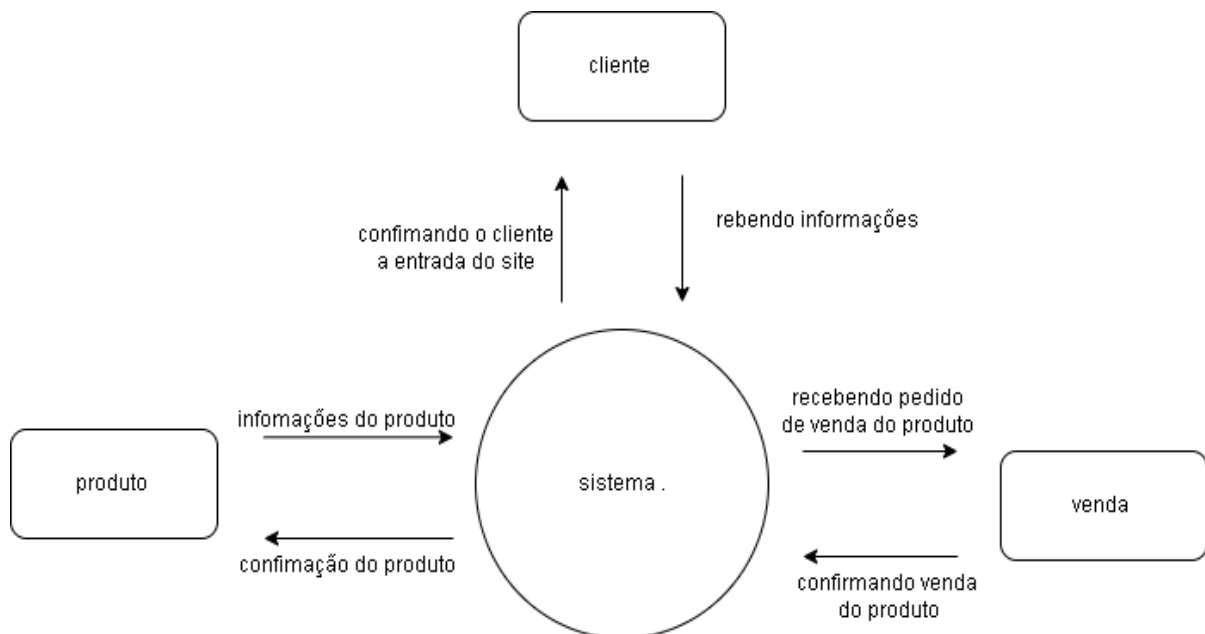 cliente
confimando o cliente
a entrada do site
rebendo informações
infomações do produto
recebendo pedido
de venda do produto
produto
sistema .
venda
confimação do produto
confirmando venda
do produto